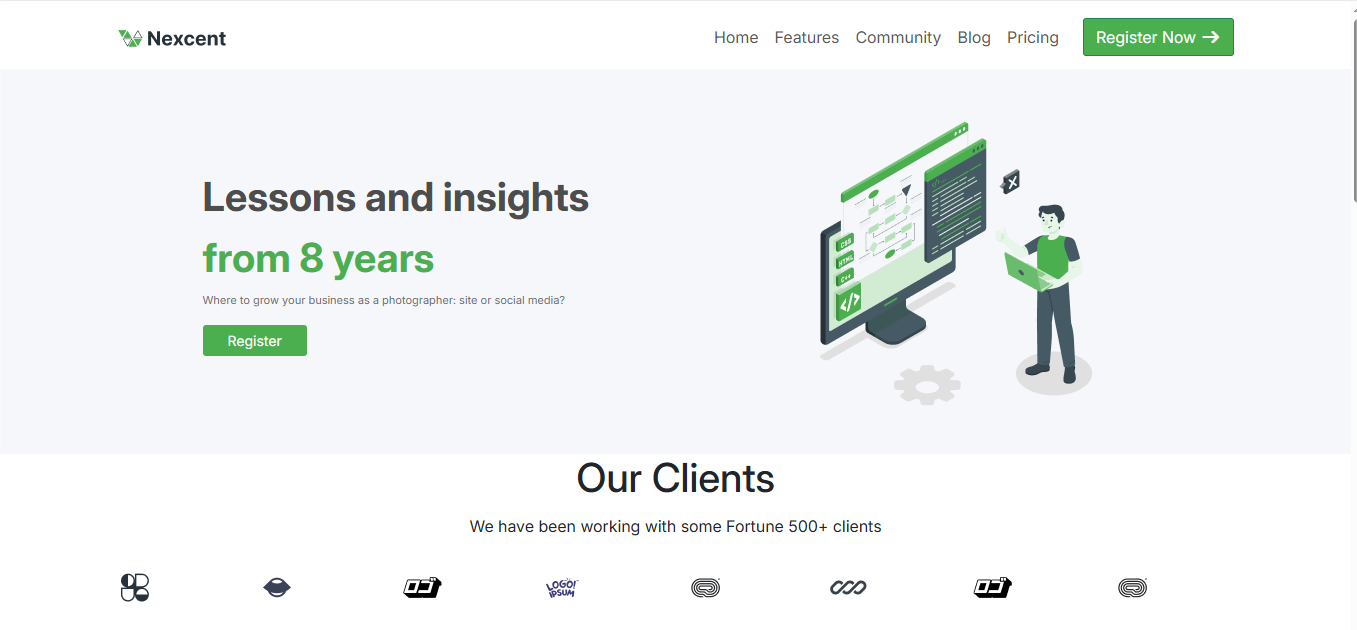 Nexcent
Home Features Community Blog Pricing Register Now →
Lessons and insights
from 8 years
Where to grow your business as a photographer: site or social media?
Register
CSS
HTML
C++
</>
Our Clients
We have been working with some Fortune 500+ clients
LOGO!
IPSUM